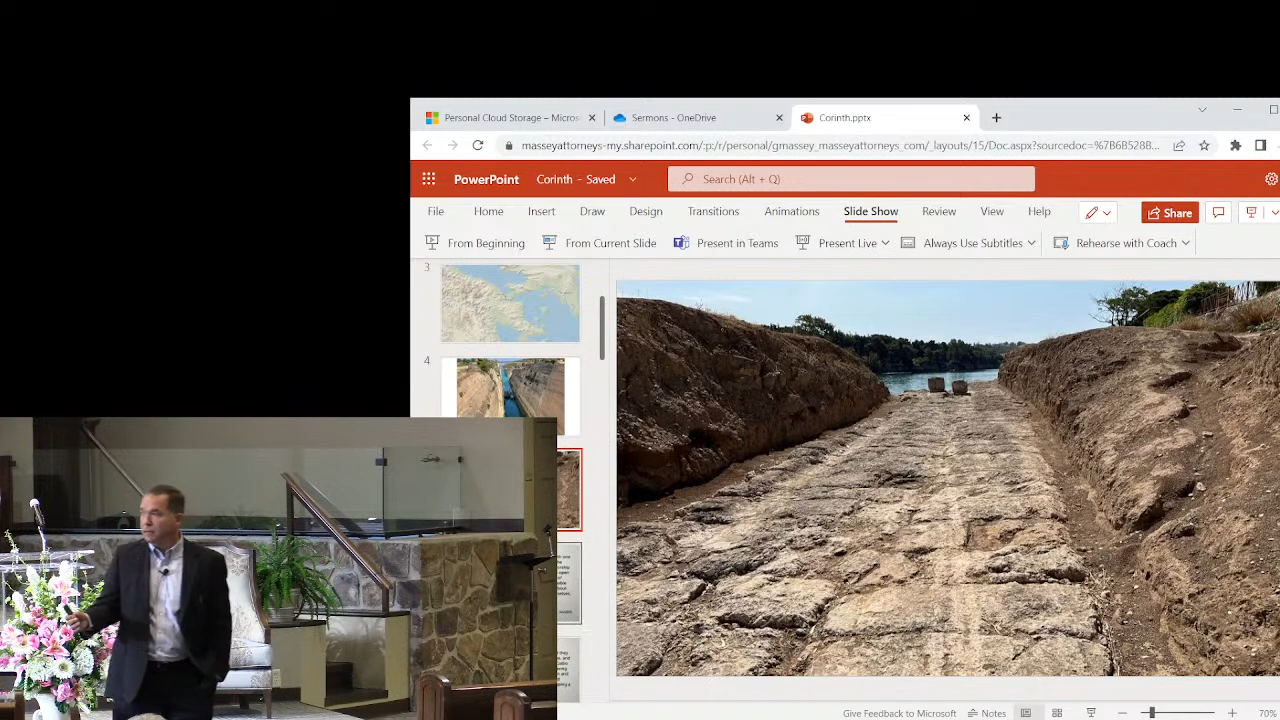 Personal Cloud Storage – Micros
Sermons - OneDrive
Corinth.pptx
masseyattorneys-my.sharepoint.com/:p:/r/personal/gmassey_masseyattorneys_com/_layouts/15/Doc.aspx?sourcedoc=%7B6B528B...
PowerPoint
Corinth - Saved
Search (Alt + Q)
File Home Insert Draw Design Transitions Animations Slide Show Review View Help
Share
From Beginning From Current Slide Present in Teams Present Live Always Use Subtitles Rehearse with Coach
3
4
Give Feedback to Microsoft Notes 70%